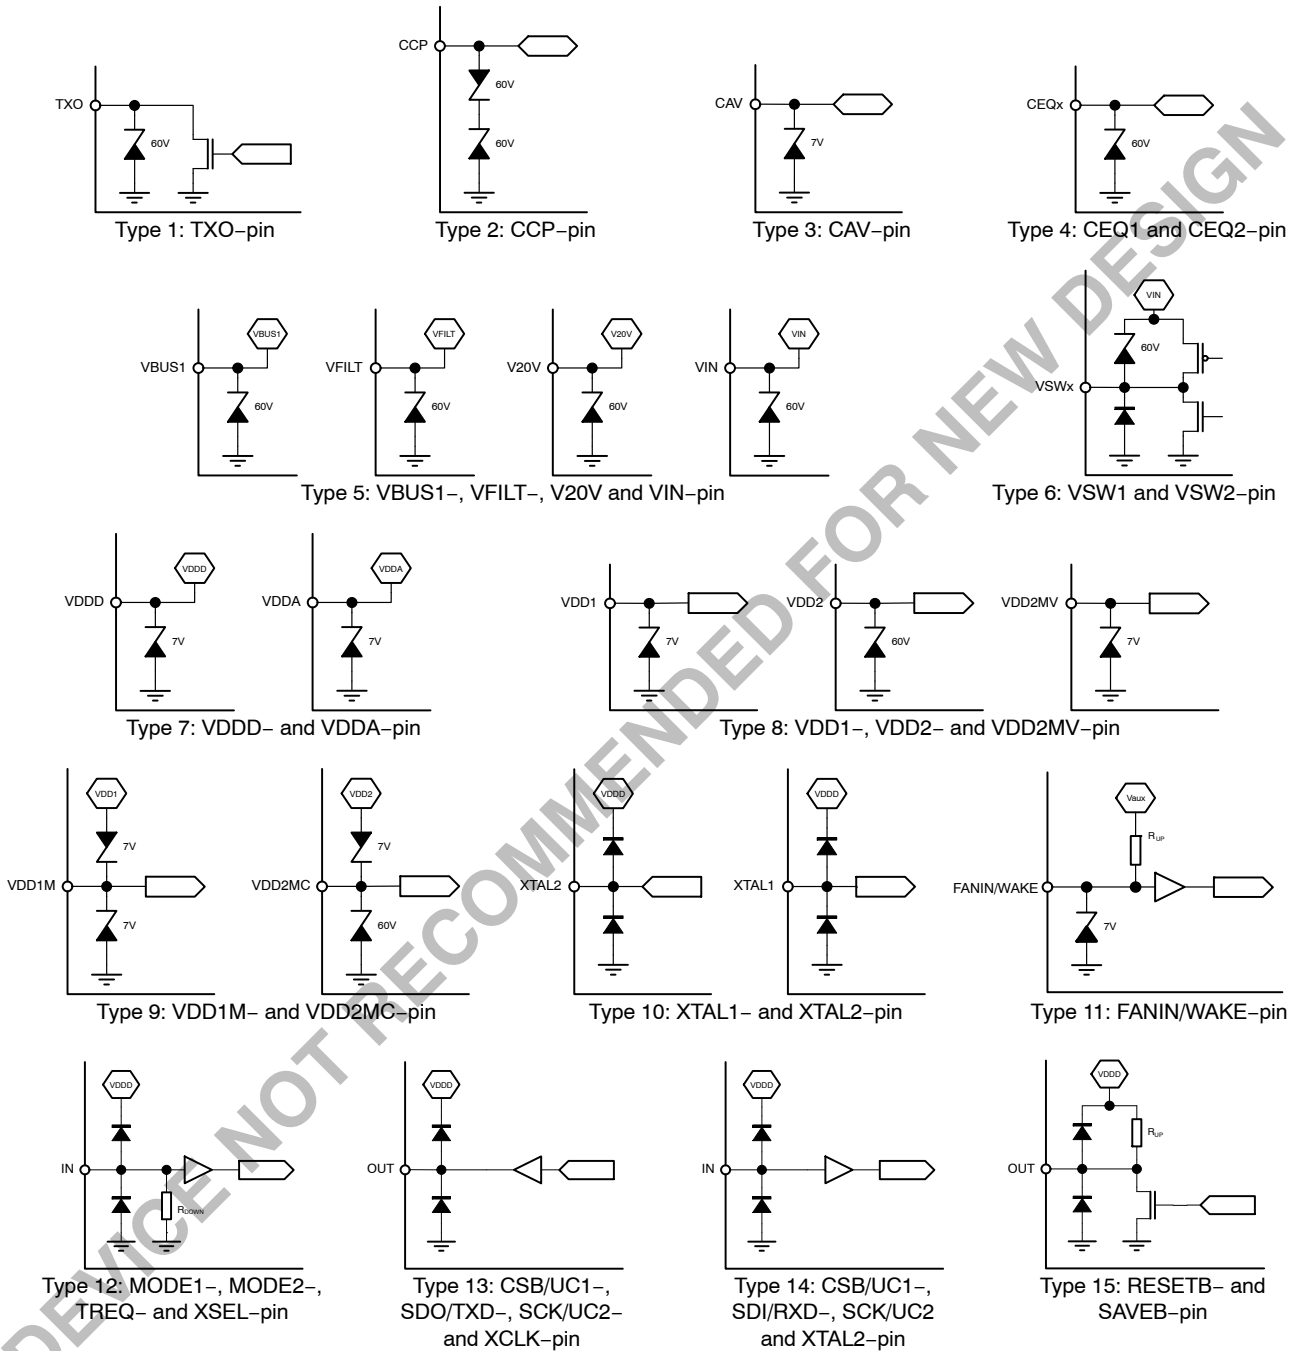 CCP
60V
60V
TXO
60V
CAV
7V
CEQx
60V
Type 1: TXO−pin
Type 2: CCP−pin
Type 3: CAV−pin
Type 4: CEQ1 and CEQ2−pin
VBUS1
VBUS1
60V
VFILT
VFILT
60V
V20V
V20V
60V
VIN
VIN
60V
VIN
60V
VSWx
Type 5: VBUS1−, VFILT−, V20V and VIN−pin
Type 6: VSW1 and VSW2−pin
VDDD
VDDD
7V
VDDA
VDDA
7V
VDD1
7V
VDD2
60V
VDD2MV
7V
Type 7: VDDD− and VDDA−pin
Type 8: VDD1−, VDD2− and VDD2MV−pin
VDD1
7V
VDD1M
7V
VDD2
7V
VDD2MC
60V
VDDD
XTAL2
VDDD
XTAL1
Vaux
RUP
FANIN/WAKE
7V
Type 9: VDD1M− and VDD2MC−pin
Type 10: XTAL1− and XTAL2−pin
Type 11: FANIN/WAKE−pin
VDDD
IN
RDOWN
VDDD
OUT
VDDD
IN
VDDD
RUP
OUT
Type 12: MODE1−, MODE2−,
TREQ− and XSEL−pin
Type 13: CSB/UC1−,
SDO/TXD−, SCK/UC2−
and XCLK−pin
Type 14: CSB/UC1−,
SDI/RXD−, SCK/UC2
and XTAL2−pin
Type 15: RESETB− and
SAVEB−pin
DEVICE NOT RECOMMENDED FOR NEW DESIGN